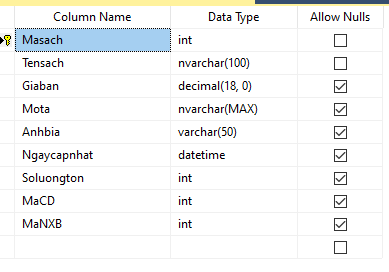 Column Name Data Type Allow Nulls
Masach int
Tensach nvarchar(100)
Giaban decimal(18, 0)
Mota nvarchar(MAX)
Anhbia varchar(50)
Ngaycapnhat datetime
Soluongton int
MaCD int
MaNXB int